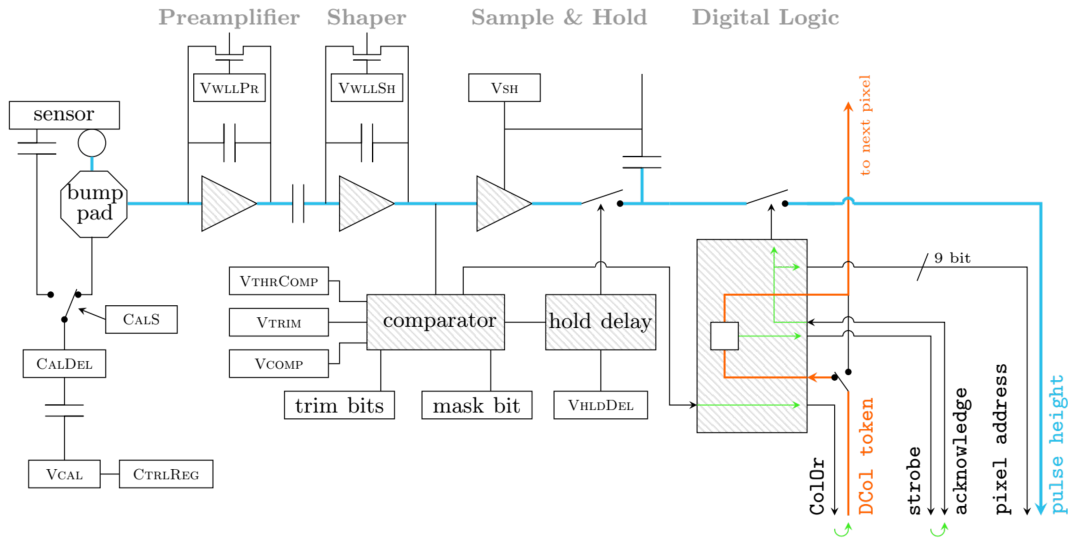 Preamplifier
Shaper
Sample & Hold
Digital Logic
VWLLPR
VWLLSH
VSH
sensor
to next pixel
bump
pad
9 bit
VTHRCOMP
CALS
VTRIM
comparator
hold delay
CALDEL
VCOMP
trim bits
mask bit
VHLDDEL
VCAL
CTRLREG
ColOr
DCol token
strobe
acknowledge
pixel address
pulse height